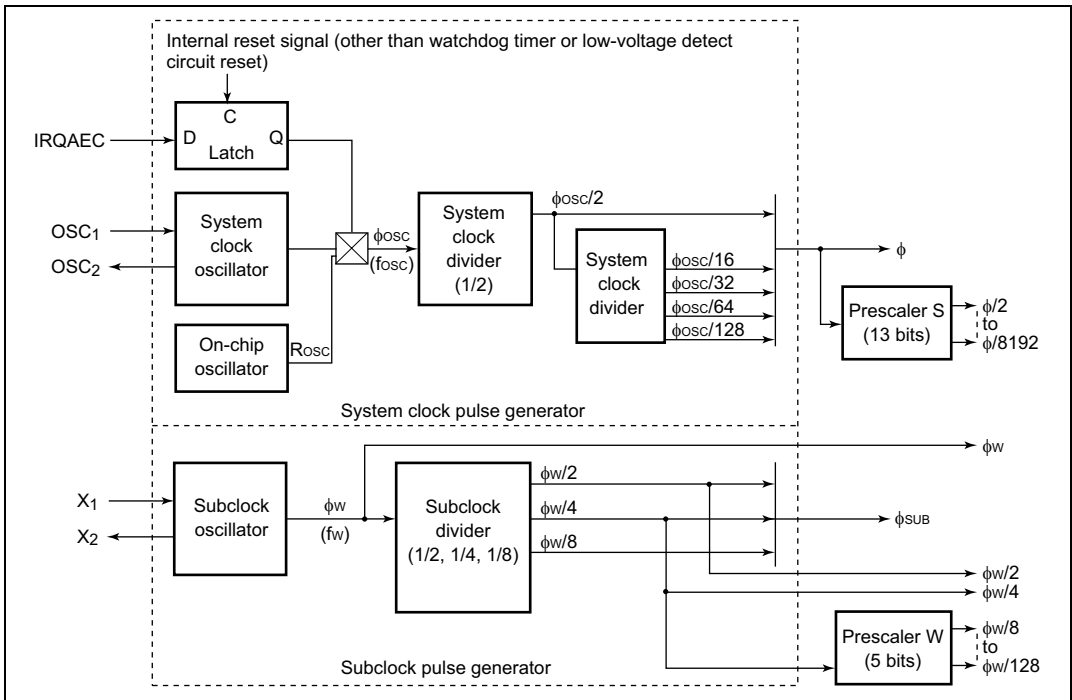 Internal reset signal (other than watchdog timer or low-voltage detect
circuit reset)
C
IRQAEC
D
Q
Latch
OSC1
OSC2
System
clock
oscillator
φOSC
(fOSC)
System
clock
divider
(1/2)
φOSC/2
System
clock
divider
φOSC/16
φOSC/32
φOSC/64
φOSC/128
φ
Prescaler S
(13 bits)
φ/2
to
φ/8192
On-chip
oscillator
ROSC
System clock pulse generator
X1
X2
Subclock
oscillator
φW
(fW)
Subclock
divider
(1/2, 1/4, 1/8)
φW/2
φW/4
φW/8
φW
φSUB
φW/2
φW/4
Prescaler W
(5 bits)
φW/8
to
φW/128
Subclock pulse generator